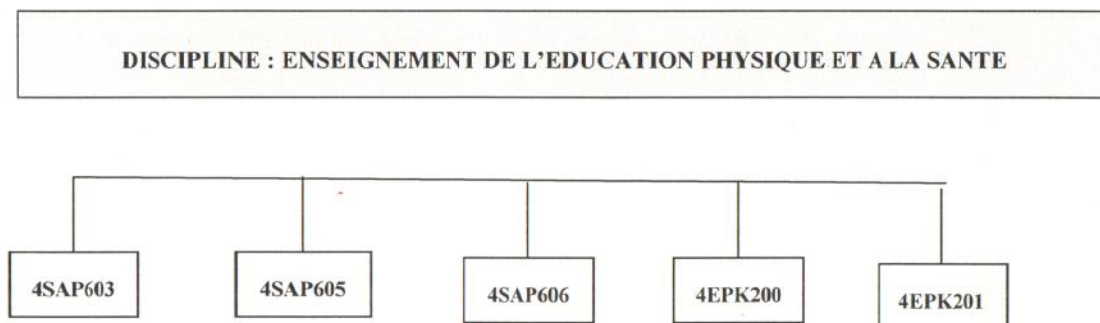 DISCIPLINE : ENSEIGNEMENT DE L'EDUCATION PHYSIQUE ET A LA SANTE
4SAP603
4SAP605
4SAP606
4EPK200
4EPK201